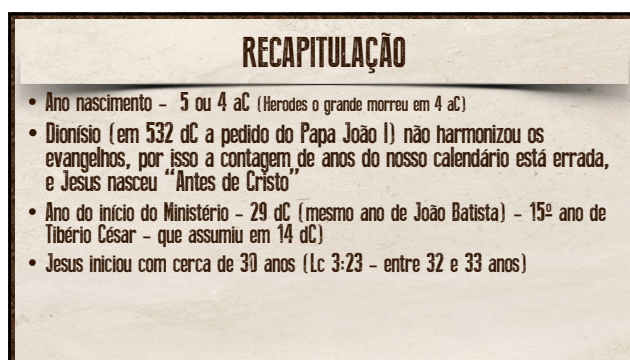 RECAPITULAÇÃO
• Ano nascimento – 5 ou 4 aC (Herodes o grande morreu em 4 aC)
• Dionísio (em 532 dC a pedido do Papa João I) não harmonizou os
evangelhos, por isso a contagem de anos do nosso calendário está errada,
e Jesus nasceu “Antes de Cristo”
• Ano do início do Ministério – 29 dC (mesmo ano de João Batista) – 15º ano de
Tibério César – que assumiu em 14 dC)
• Jesus iniciou com cerca de 30 anos (Lc 3:23 – entre 32 e 33 anos)